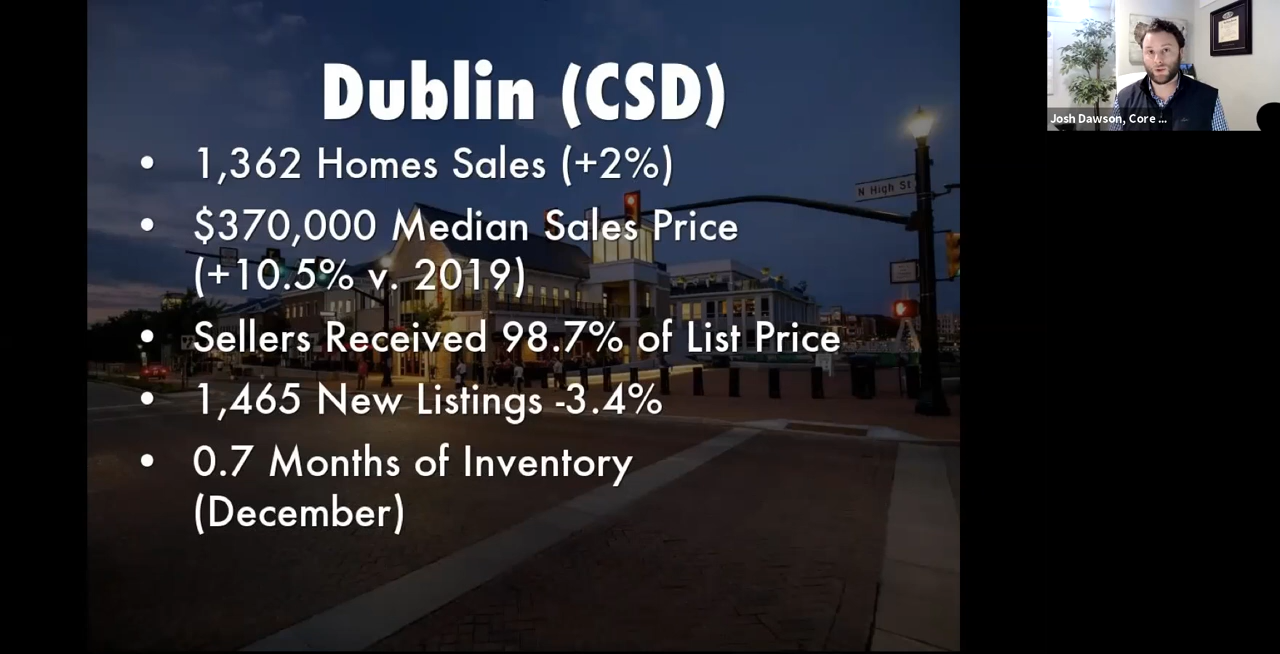 Dublin (CSD)
• 1,362 Homes Sales (+2%)
• $370,000 Median Sales Price
(+10.5% v. 2019)
• Sellers Received 98.7% of List Price
• 1,465 New Listings -3.4%
• 0.7 Months of Inventory
(December)
N High St
Josh Dawson, Core ...